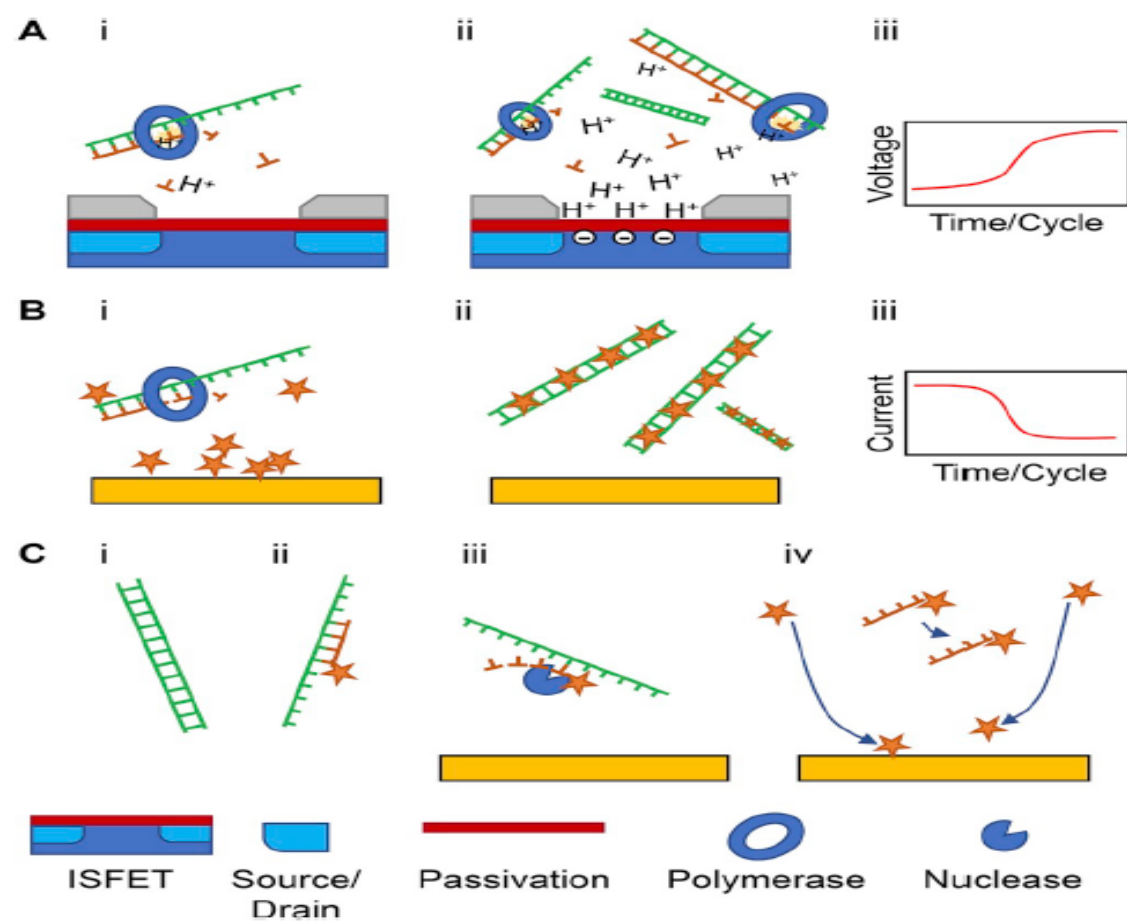 A i ii iii
H+ H+
H+ H+ H+ H+
H+ H+ H+ H+
H+ H+ H+
Voltage
Time/Cycle
B i ii iii
Current
Time/Cycle
C i ii iii iv
ISFET Source/ Passivation Polymerase Nuclease
Drain